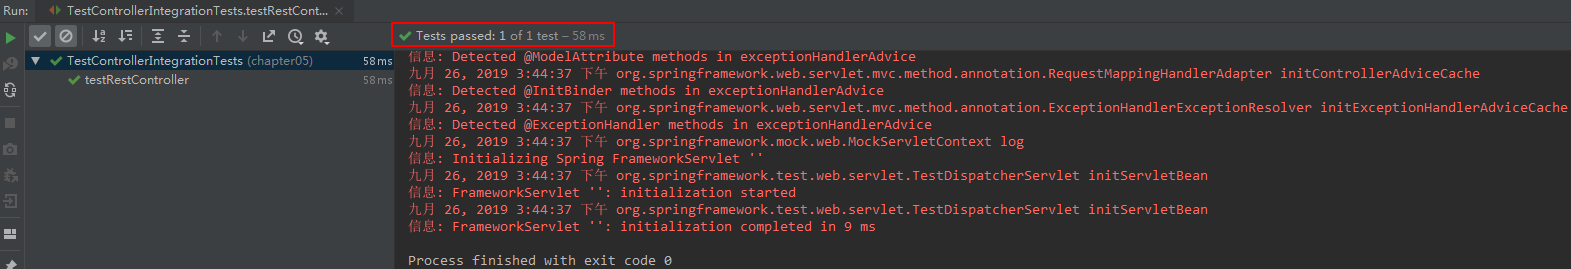 Run: TestControllerIntegrationTests.testRestCont... ×
Tests passed: 1 of 1 test – 58 ms
TestControllerIntegrationTests (chapter05) 58 ms
testRestController 58 ms
信息: Detected @ModelAttribute methods in exceptionHandlerAdvice
九月 26, 2019 3:44:37 下午 org.springframework.web.servlet.mvc.method.annotation.RequestMappingHandlerAdapter initControllerAdviceCache
信息: Detected @InitBinder methods in exceptionHandlerAdvice
九月 26, 2019 3:44:37 下午 org.springframework.web.servlet.mvc.method.annotation.ExceptionHandlerExceptionResolver initExceptionHandlerAdviceCache
信息: Detected @ExceptionHandler methods in exceptionHandlerAdvice
九月 26, 2019 3:44:37 下午 org.springframework.mock.web.MockServletContext log
信息: Initializing Spring FrameworkServlet ''
九月 26, 2019 3:44:37 下午 org.springframework.test.web.servlet.TestDispatcherServlet initServletBean
信息: FrameworkServlet '': initialization started
九月 26, 2019 3:44:37 下午 org.springframework.test.web.servlet.TestDispatcherServlet initServletBean
信息: FrameworkServlet '': initialization completed in 9 ms
Process finished with exit code 0